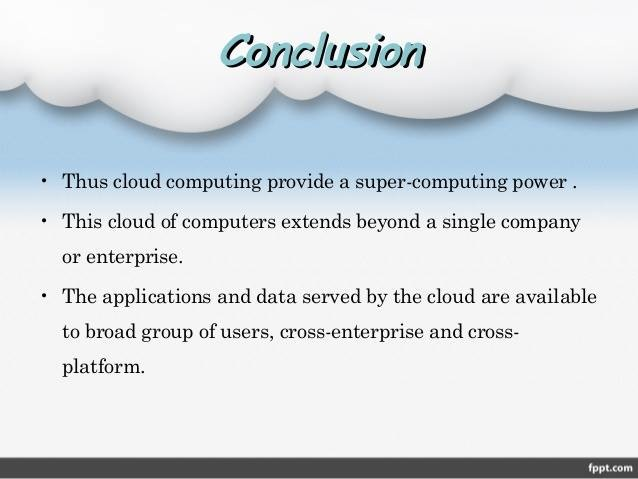 Conclusion
• Thus cloud computing provide a super-computing power .
• This cloud of computers extends beyond a single company
or enterprise.
• The applications and data served by the cloud are available
to broad group of users, cross-enterprise and cross-
platform.
fppt.com